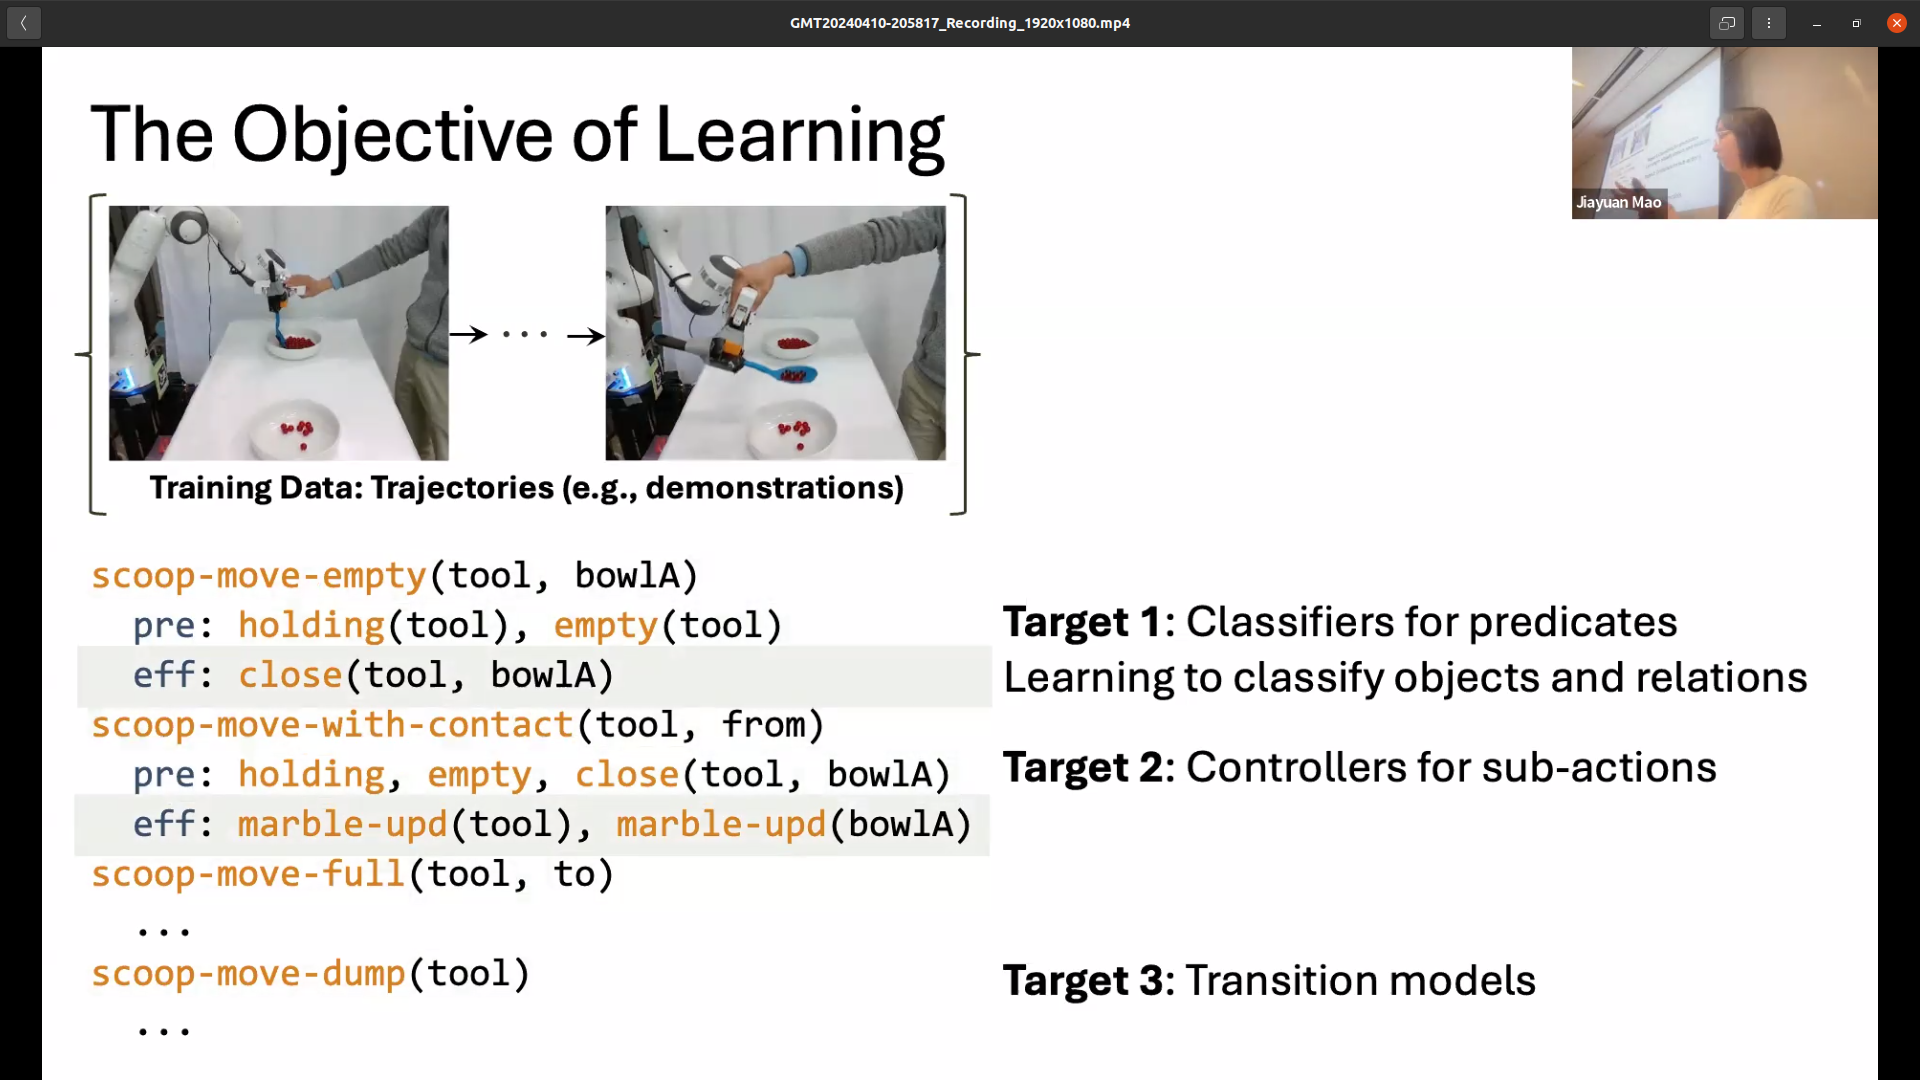 GMT20240410-205817_Recording_1920x1080.mp4
The Objective of Learning
Jiayuan Mao
Training Data: Trajectories (e.g., demonstrations)
scoop-move-empty(tool, bowlA)
pre: holding(tool), empty(tool)
eff: close(tool, bowlA)
scoop-move-with-contact(tool, from)
pre: holding, empty, close(tool, bowlA)
eff: marble-upd(tool), marble-upd(bowlA)
scoop-move-full(tool, to)
...
scoop-move-dump(tool)
...
Target 1: Classifiers for predicates
Learning to classify objects and relations
Target 2: Controllers for sub-actions
Target 3: Transition models